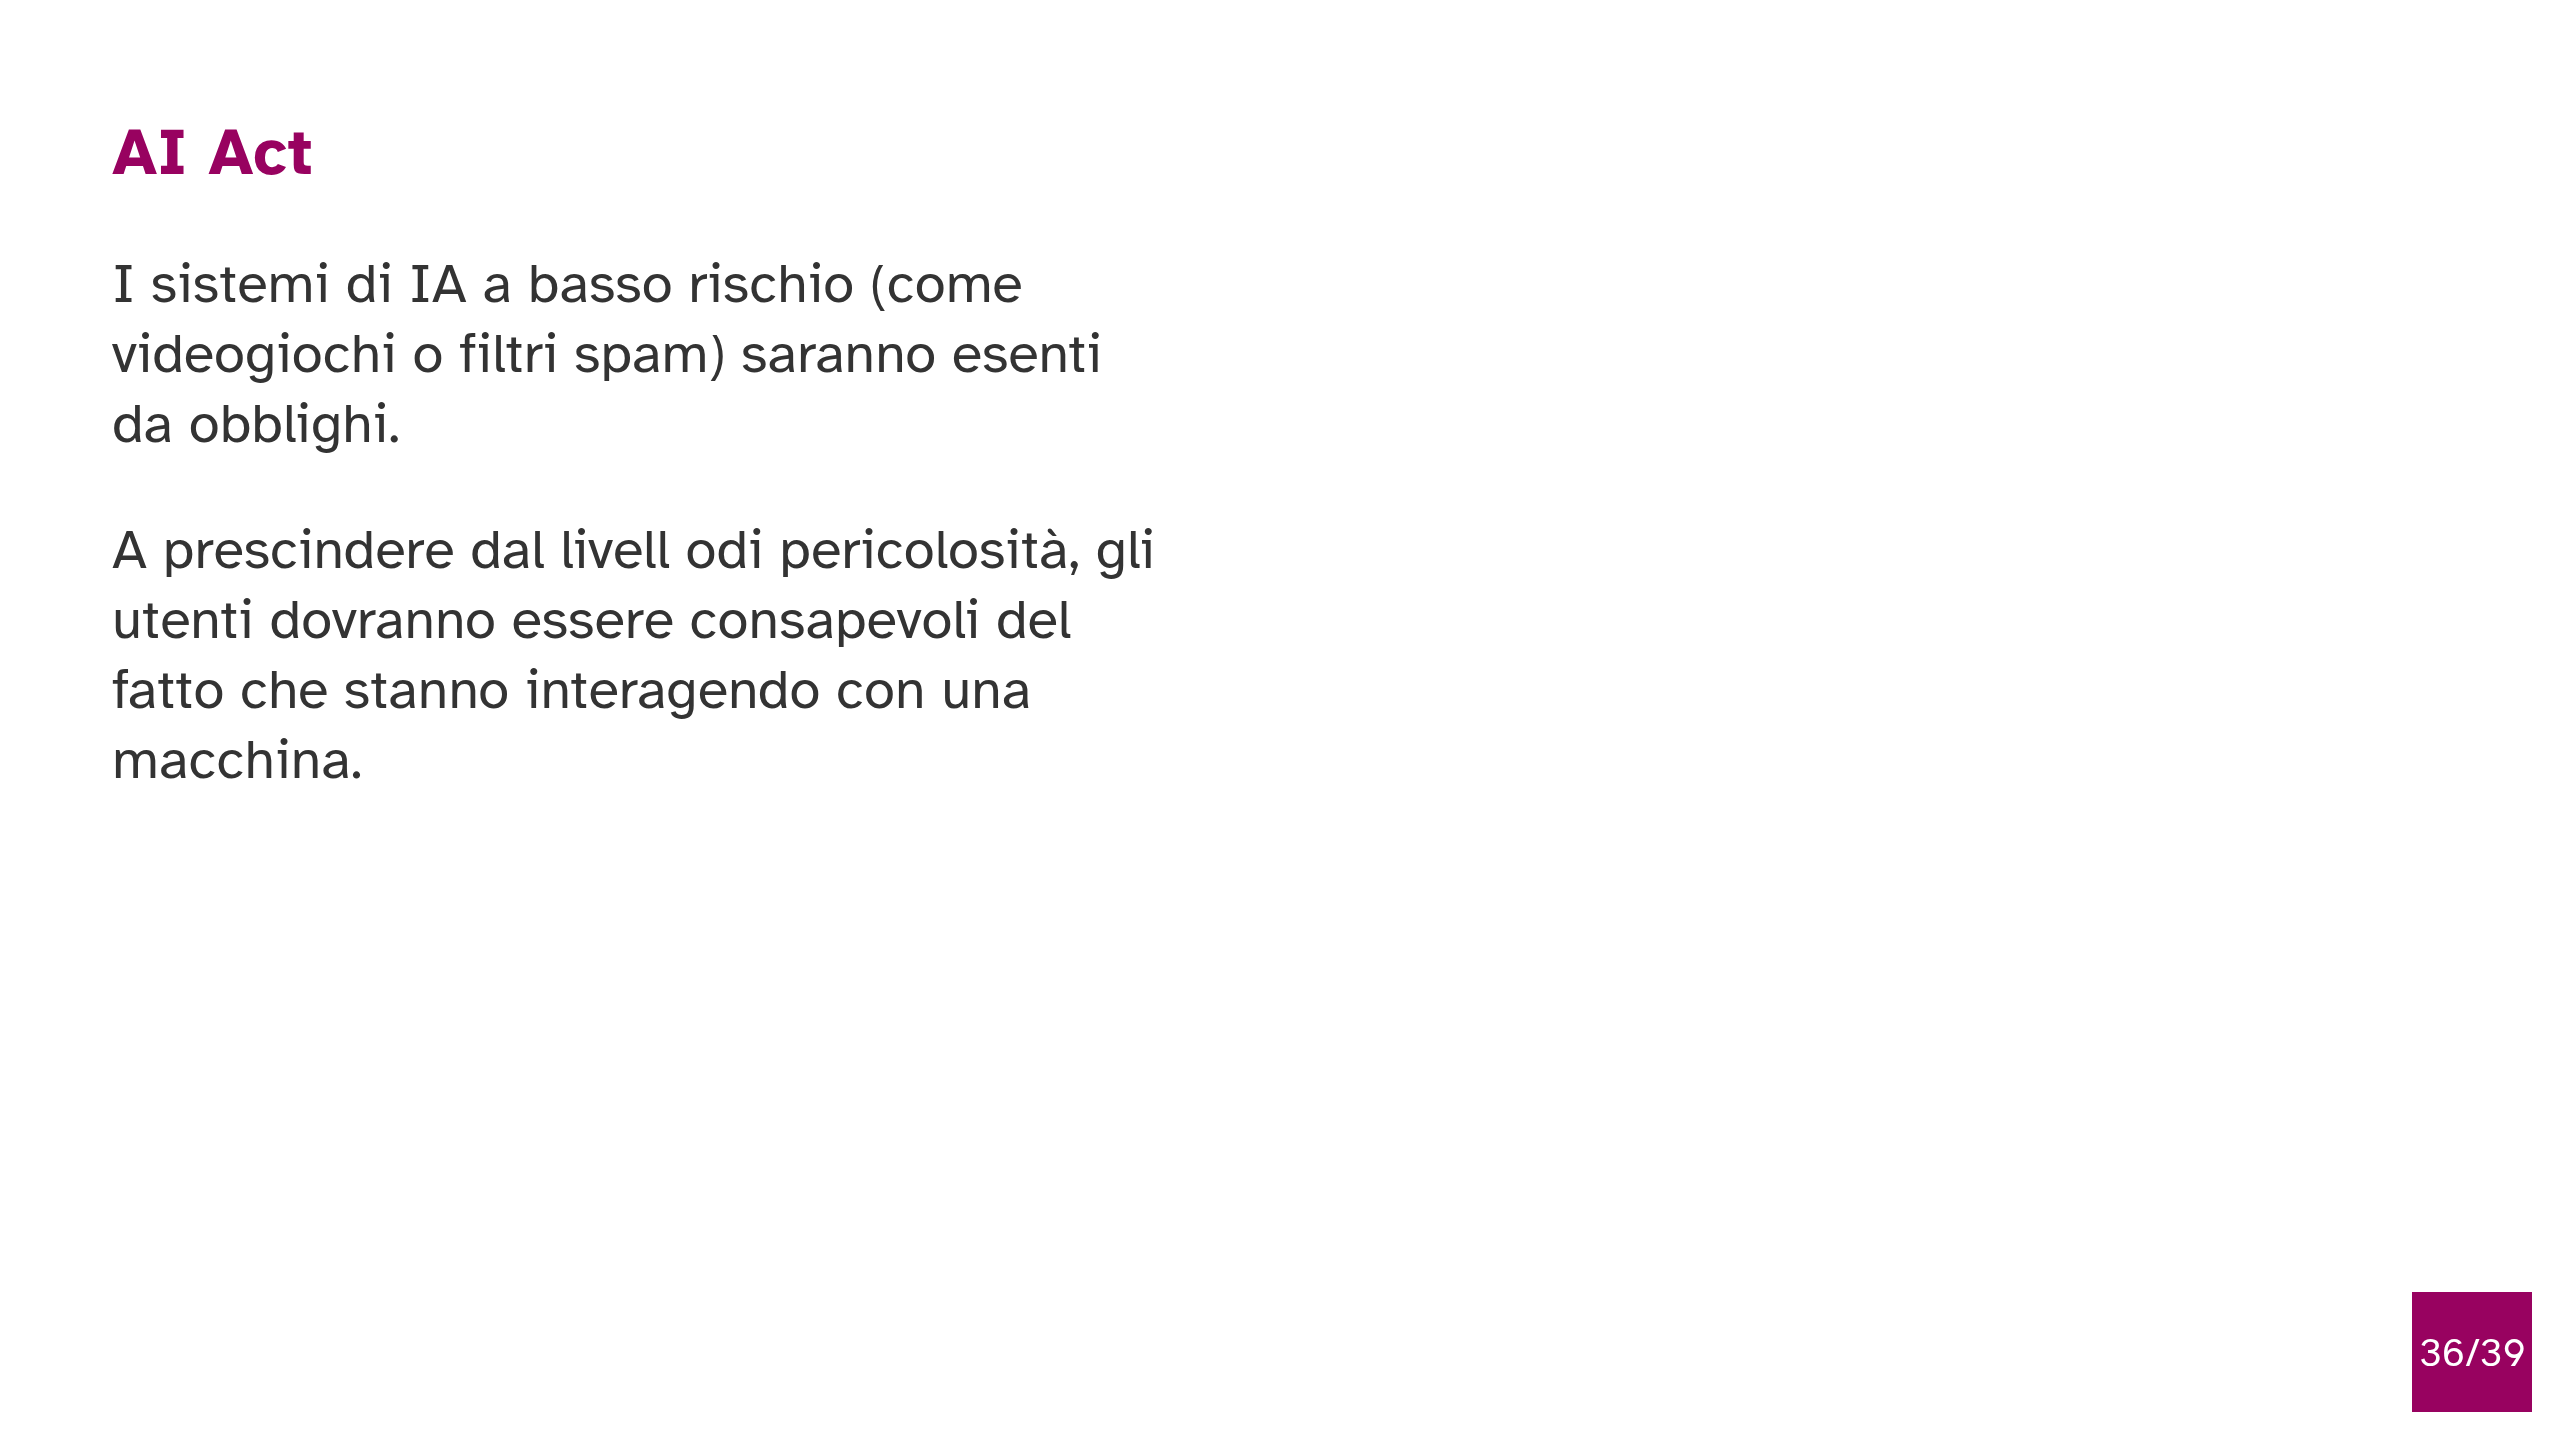 AI Act
I sistemi di IA a basso rischio (come
videogiochi o filtri spam) saranno esenti
da obblighi.
A prescindere dal livell odi pericolosità, gli
utenti dovranno essere consapevoli del
fatto che stanno interagendo con una
macchina.
36/39